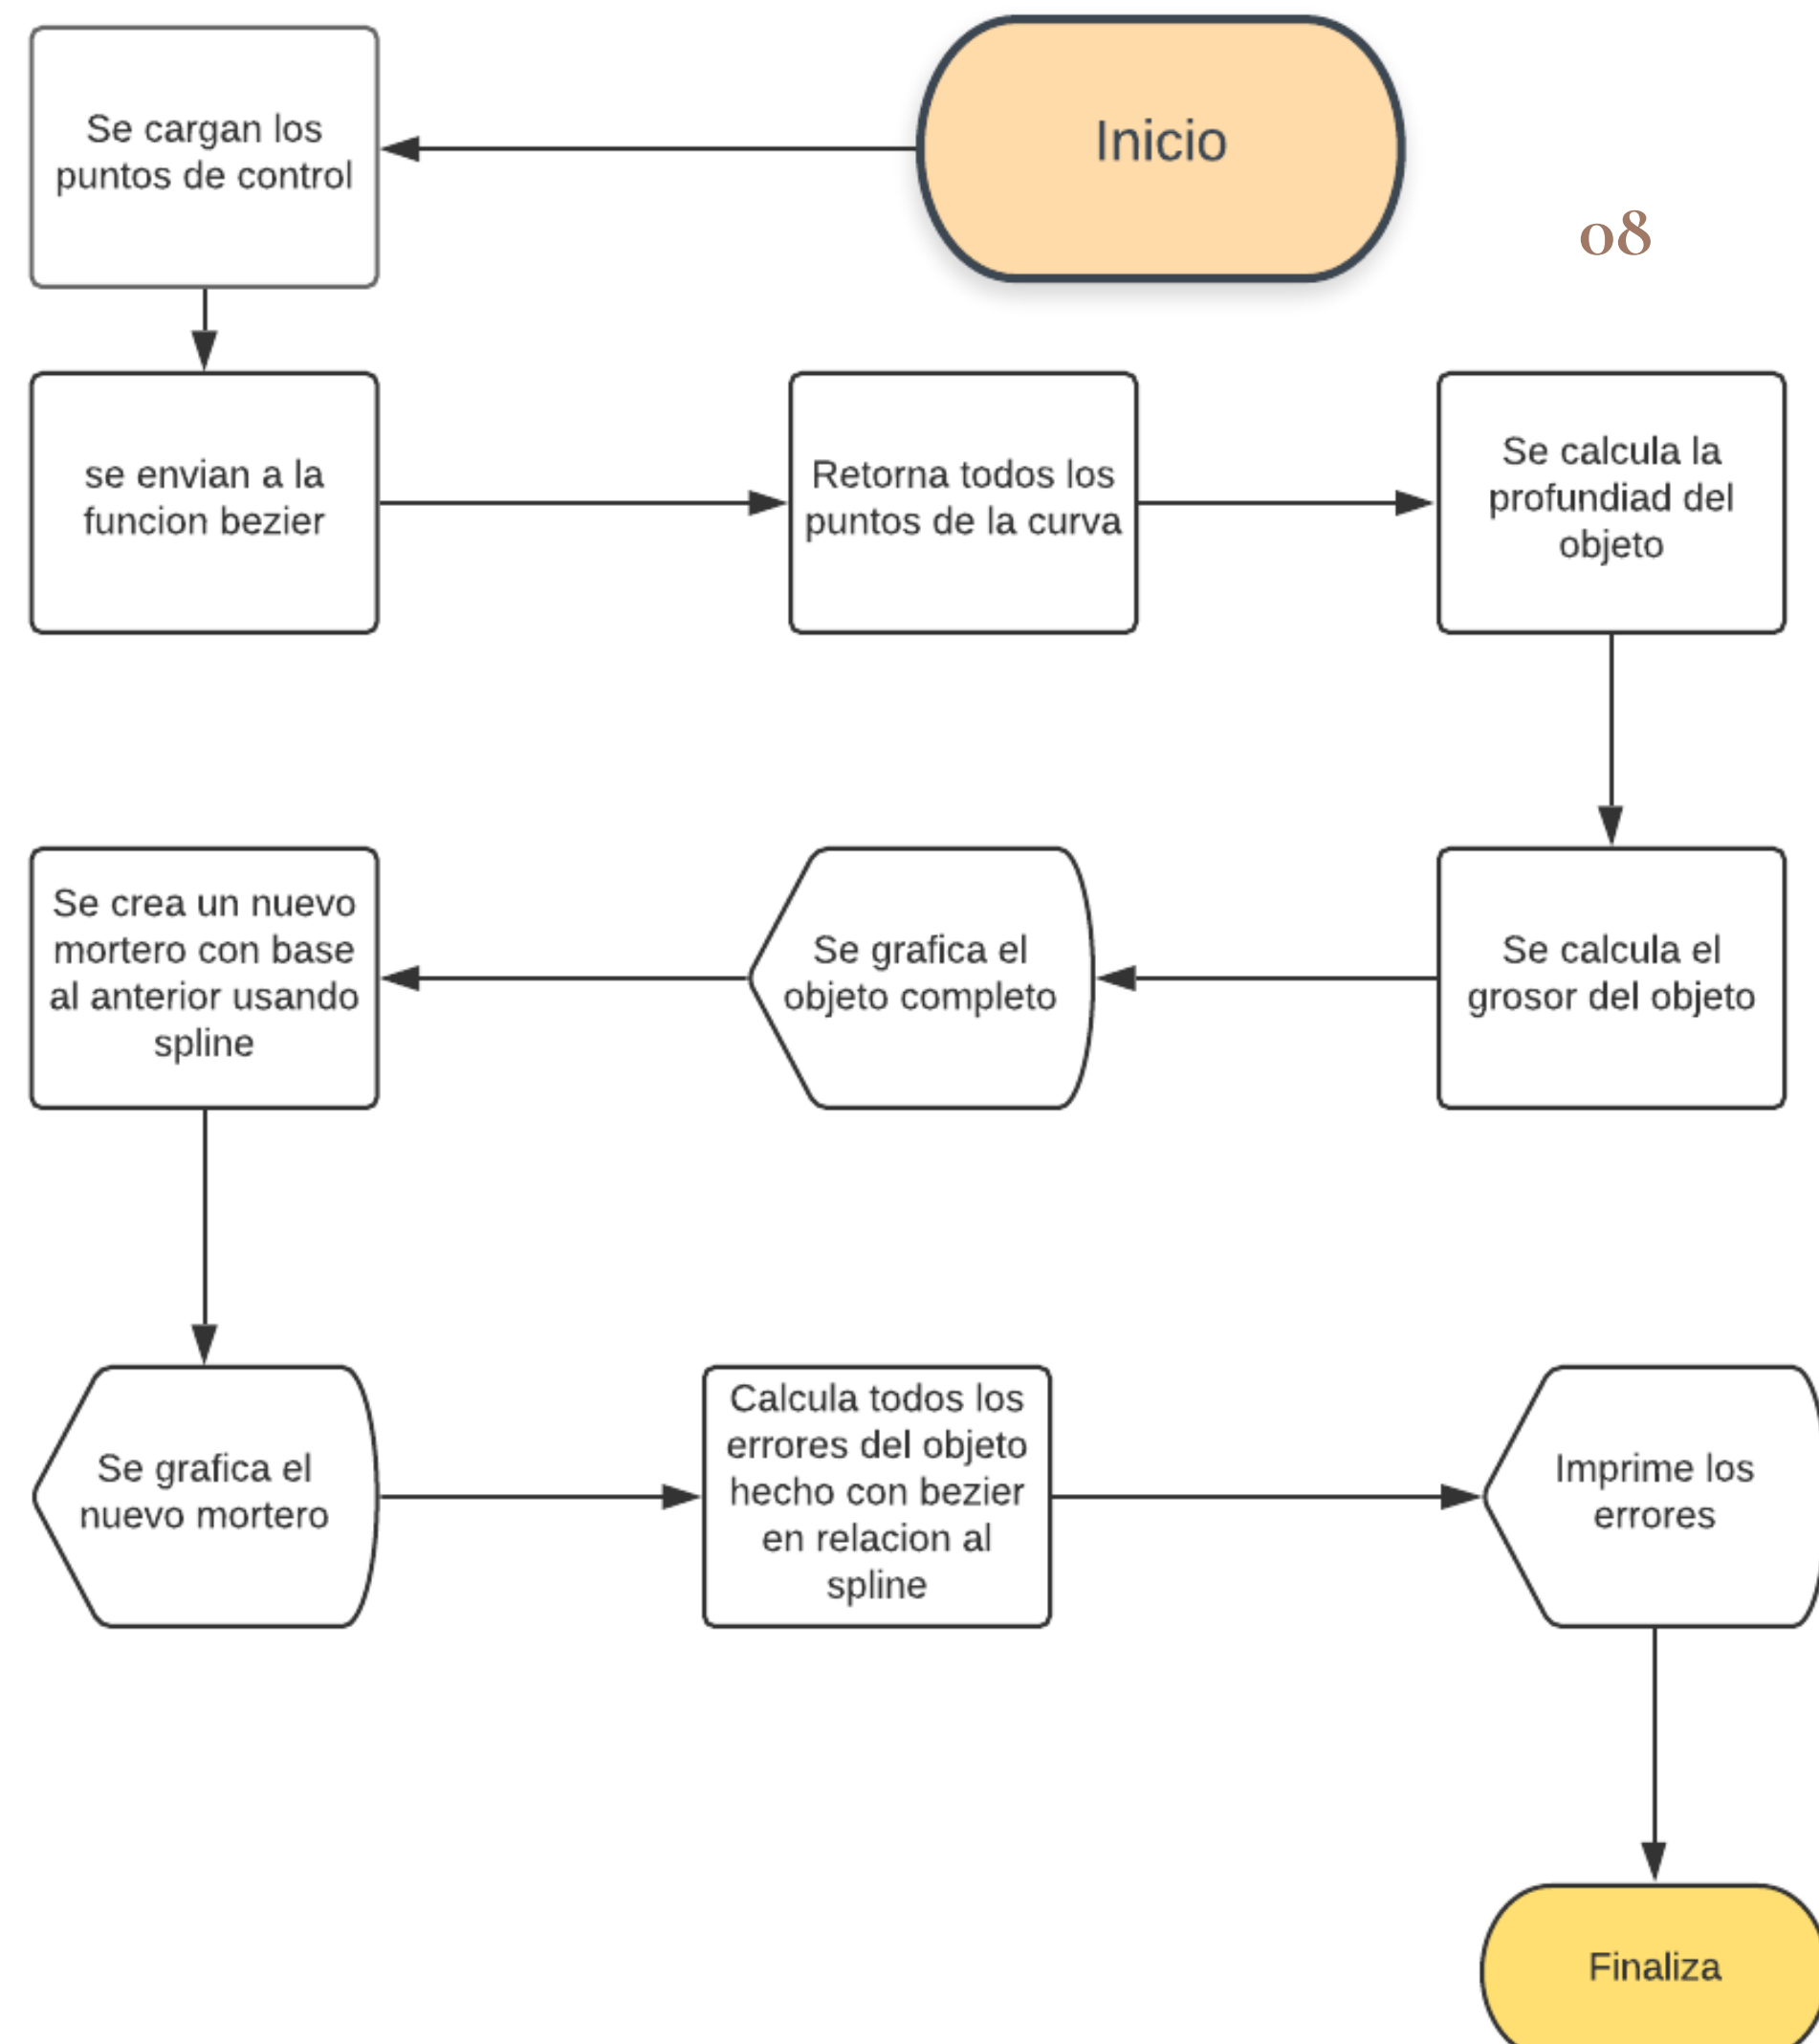 Inicio
08
Se cargan los
puntos de control
se envian a la
funcion bezier
Retorna todos los
puntos de la curva
Se calcula la
profundiad del
objeto
Se calcula el
grosor del objeto
Se grafica el
objeto completo
Se crea un nuevo
mortero con base
al anterior usando
spline
Se grafica el
nuevo mortero
Calcula todos los
errores del objeto
hecho con bezier
en relacion al
spline
Imprime los
errores
Finaliza